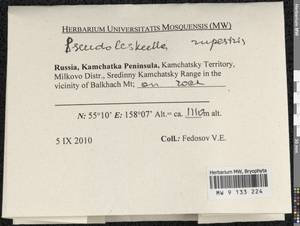 HERBARIUM UNIVERSITATIS MOSQUENSIS (MW)
Pseudoleskeella rupestris
Russia, Kamchatka Peninsula, Kamchatsky Territory,
Milkovo Distr., Sredinny Kamchatsky Range in the
vicinity of Balkhach Mt; on rock
N: 55°10' E: 158°07' Alt.= ca. 1110m alt.
5 IX 2010 Coll.: Fedosov V.E.
Herbarium MW, Bryophyta
MW 9 133 224